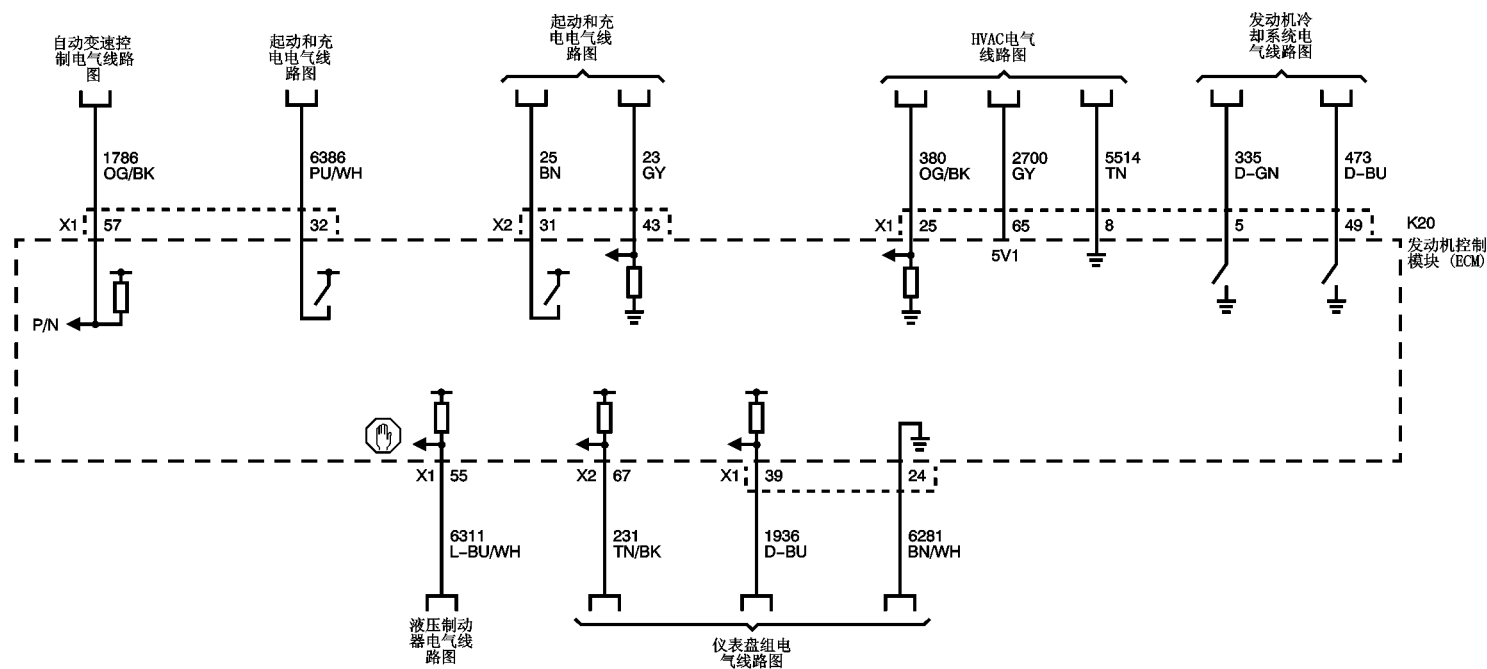 自动变速控
制电气线路
图
起动和充
电电气线
路图
起动和充
电电气线
路图
HVAC电气
线路图
发动机冷
却系统电
气线路图
1786
OG/BK
6386
PU/WH
25
BN
23
GY
380
OG/BK
2700
GY
5514
TN
335
D-GN
473
D-BU
X1 57
32
X2 31
43
X1 25
65
8
5
49
K20
发动机控制
模块 (ECM)
5V1
P/N
X1 55
X2 67
X1 39
24
6311
L-BU/WH
231
TN/BK
1936
D-BU
6281
BN/WH
液压制动
器电气线
路图
仪表盘组电
气线路图